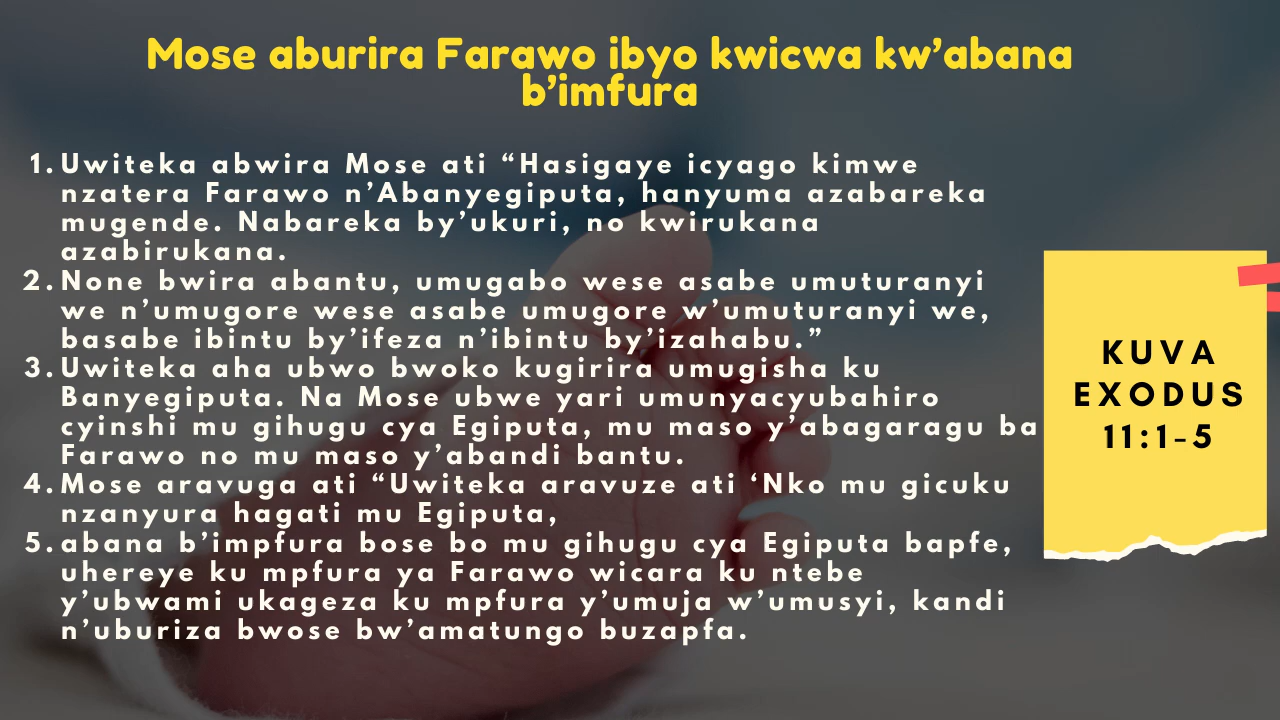 Mose aburira Farawo ibyo kwicwa kw’abana
b’imfura
1. Uwiteka abwira Mose ati “Hasigaye icyago kimwe
nzatera Farawo n’Abanyegiputa, hanyuma azabareka
mugende. Nabareka by’ukuri, no kwirukana
azabirukana.
2. None bwira abantu, umugabo wese asabe umuturanyi
we n’umugore wese asabe umugore w’umuturanyi we,
basabe ibintu by’ifeza n’ibintu by’izahabu.”
3. Uwiteka aha ubwo bwoko kugirira umugisha ku
Banyegiputa. Na Mose ubwe yari umunyacyubahiro
cyinshi mu gihugu cya Egiputa, mu maso y’abagaragu ba
Farawo no mu maso y’abandi bantu.
4. Mose aravuga ati “Uwiteka aravuze ati ‘Nko mu gicuku
nzanyura hagati mu Egiputa,
5. abana b’impfura bose bo mu gihugu cya Egiputa bapfe,
uhereye ku mpfura ya Farawo wicara ku ntebe
y’ubwami ukageza ku mpfura y’umuja w’umusyi, kandi
n’uburiza bwose bw’amatungo buzapfa.
KUVA
EXODUS
11:1-5